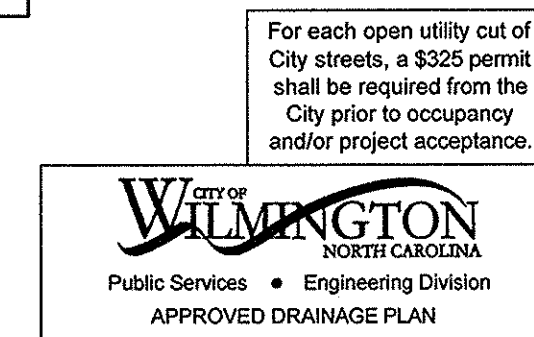 For each open utility cut of
City streets, a $325 permit
shall be required from the
City prior to occupancy
and/or project acceptance.
CITY OF
WILMINGTON
NORTH CAROLINA
Public Services • Engineering Division
APPROVED DRAINAGE PLAN